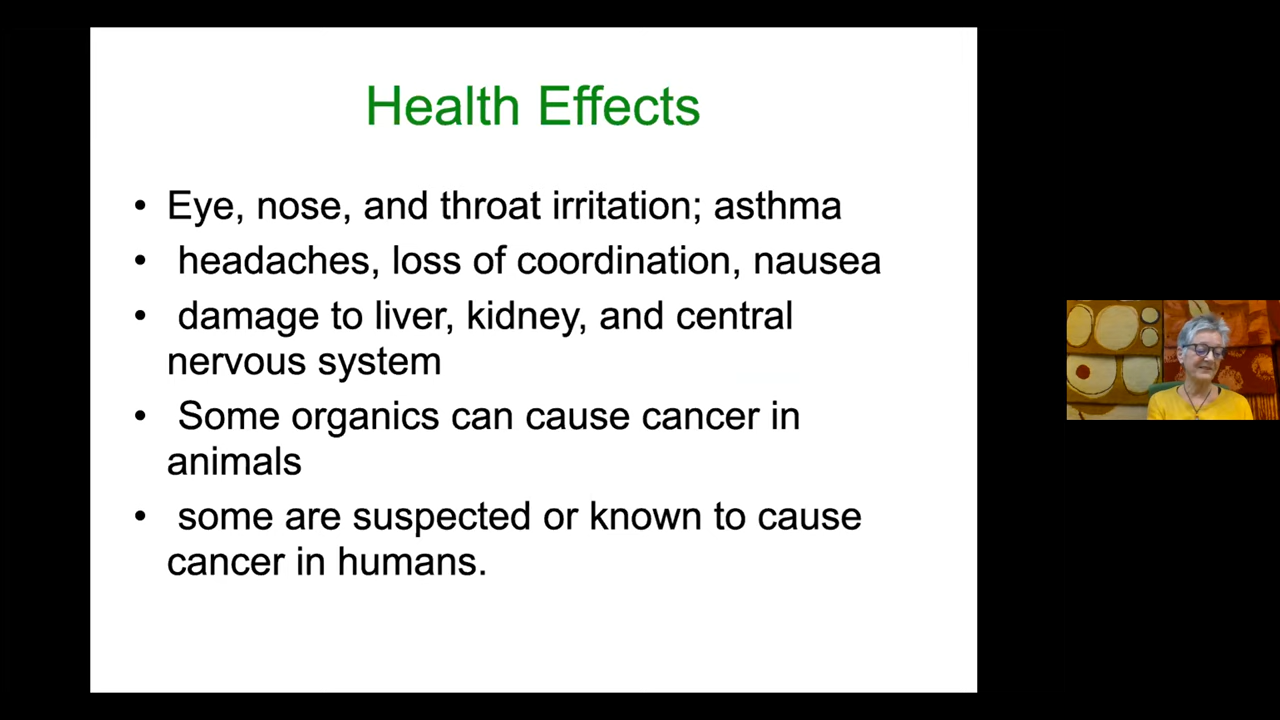 Health Effects
• Eye, nose, and throat irritation; asthma
• headaches, loss of coordination, nausea
• damage to liver, kidney, and central
nervous system
• Some organics can cause cancer in
animals
• some are suspected or known to cause
cancer in humans.